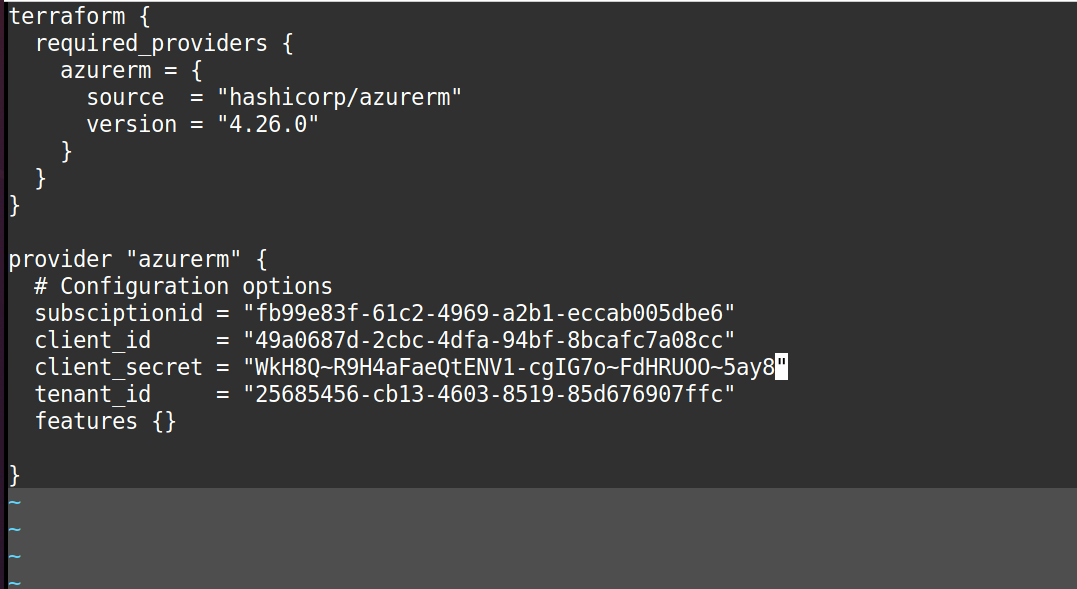 terraform {
  required_providers {
    azurerm = {
      source  = "hashicorp/azurerm"
      version = "4.26.0"
    }
  }
}

provider "azurerm" {
  # Configuration options
  subsciptionid = "fb99e83f-61c2-4969-a2b1-eccab005dbe6"
  client_id     = "49a0687d-2cbc-4dfa-94bf-8bcafc7a08cc"
  client_secret = "WkH8Q~R9H4aFaeQtENV1-cgIG7o~FdHRUOO~5ay8"
  tenant_id     = "25685456-cb13-4603-8519-85d676907ffc"
  features {}

}
~
~
~
~